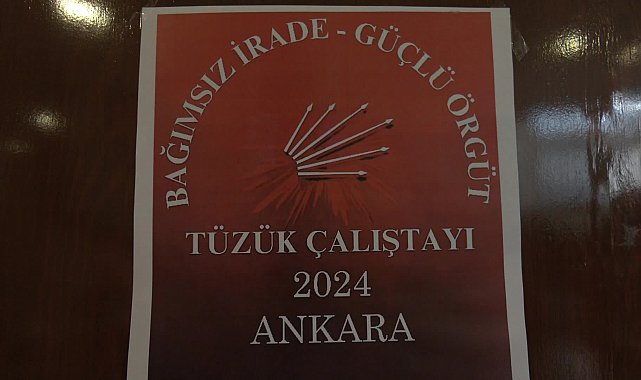 BAĞIMSIZ İRADE - GÜÇLÜ ÖRGÜT
TÜZÜK ÇALIŞTAYI
2024
ANKARA